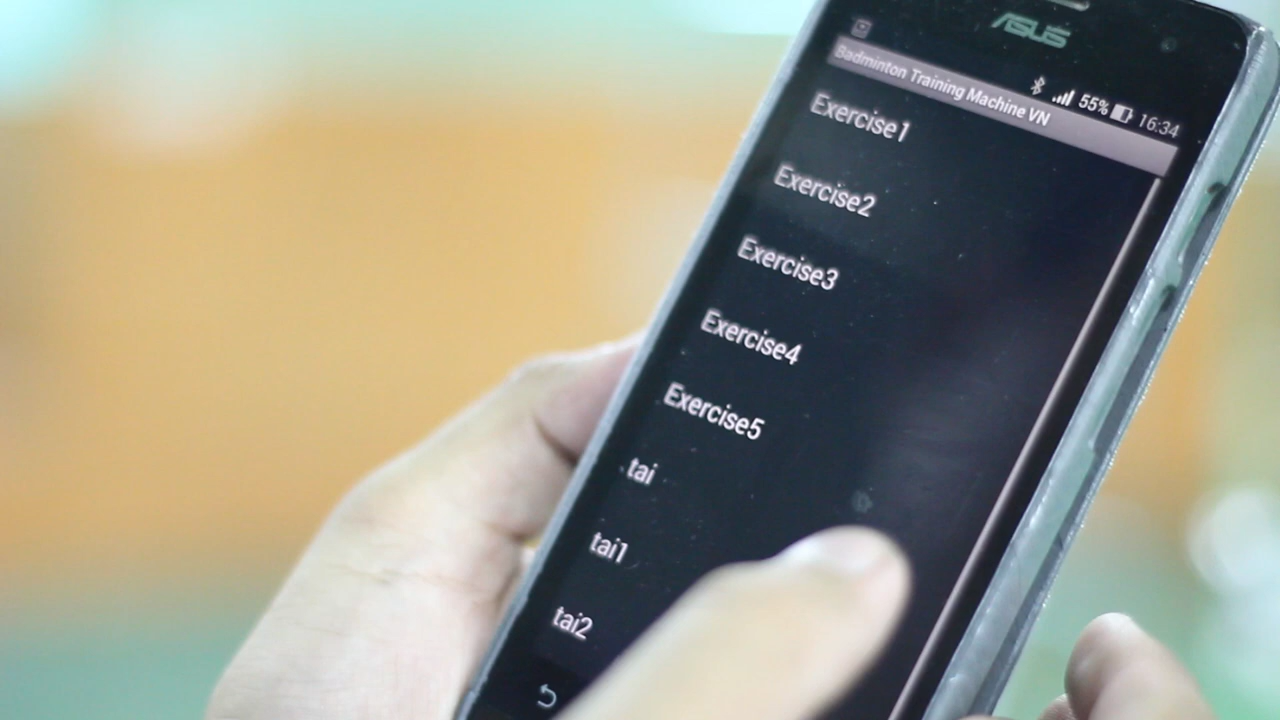 ASUS
55% 16:34
Badminton Training Machine VN
Exercise1
Exercise2
Exercise3
Exercise4
Exercise5
tai
tai1
tai2